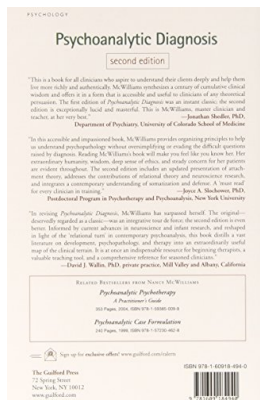 PSYCHOLOGY
Psychoanalytic Diagnosis
second edition
"This is a book for all clinicians who aspire to understand their clients deeply and help them
live more richly and authentically. McWilliams synthesizes a century of cumulative clinical
wisdom and offers it in a form that is accessible and useful to clinicians of any theoretical
persuasion. The first edition of Psychoanalytic Diagnosis was an instant classic; the second
edition is exceptionally lucid and masterful. This is Nancy McWilliams, master clinician and
teacher, at her very best."
—Jonathan Shedler, PhD,
Department of Psychiatry, University of Colorado School of Medicine
"In this accessible and impassioned book, McWilliams provides organizing principles to help
us understand psychopathology without oversimplifying or evading the difficult questions
raised by diagnosis. Reading McWilliams's book will make you feel like you know her. Her
extraordinary humanity, wisdom, deep sense of ethics, and steady concern for her patients
are evident throughout. The second edition includes an updated presentation of attach-
ment theory, addresses the contributions of relational theory and neuroscience research,
and integrates a contemporary understanding of somatization and defense. A 'must read'
for every clinician in training."
—Joyce A. Slochower, PhD,
Postdoctoral Program in Psychotherapy and Psychoanalysis, New York University
"In revising Psychoanalytic Diagnosis, McWilliams has surpassed herself. The original—
deservedly regarded as a classic—was an integrative tour de force; the second edition is even
better. Informed by current advances in neuroscience and infant research, and reshaped
in light of the 'relational turn' in contemporary psychoanalysis, this book distills a vast
literature on development, psychopathology, and therapy into an extraordinarily useful
map of the clinical terrain. It is at once an indispensable resource for beginning therapists, a
valuable teaching tool, and a comprehensive reference for seasoned clinicians."
—David J. Wallin, PhD, private practice, Mill Valley and Albany, California
RELATED BESTSELLERS FROM NANCY MCWILLIAMS
Psychoanalytic Psychotherapy
A Practitioner's Guide
Psychoanalytic Case Formulation
Sign up for exclusive offers!
The Guilford Press
72 Spring Street
New York, NY 10012
www.guilford.com
ISBN 978-1-60918-494-0